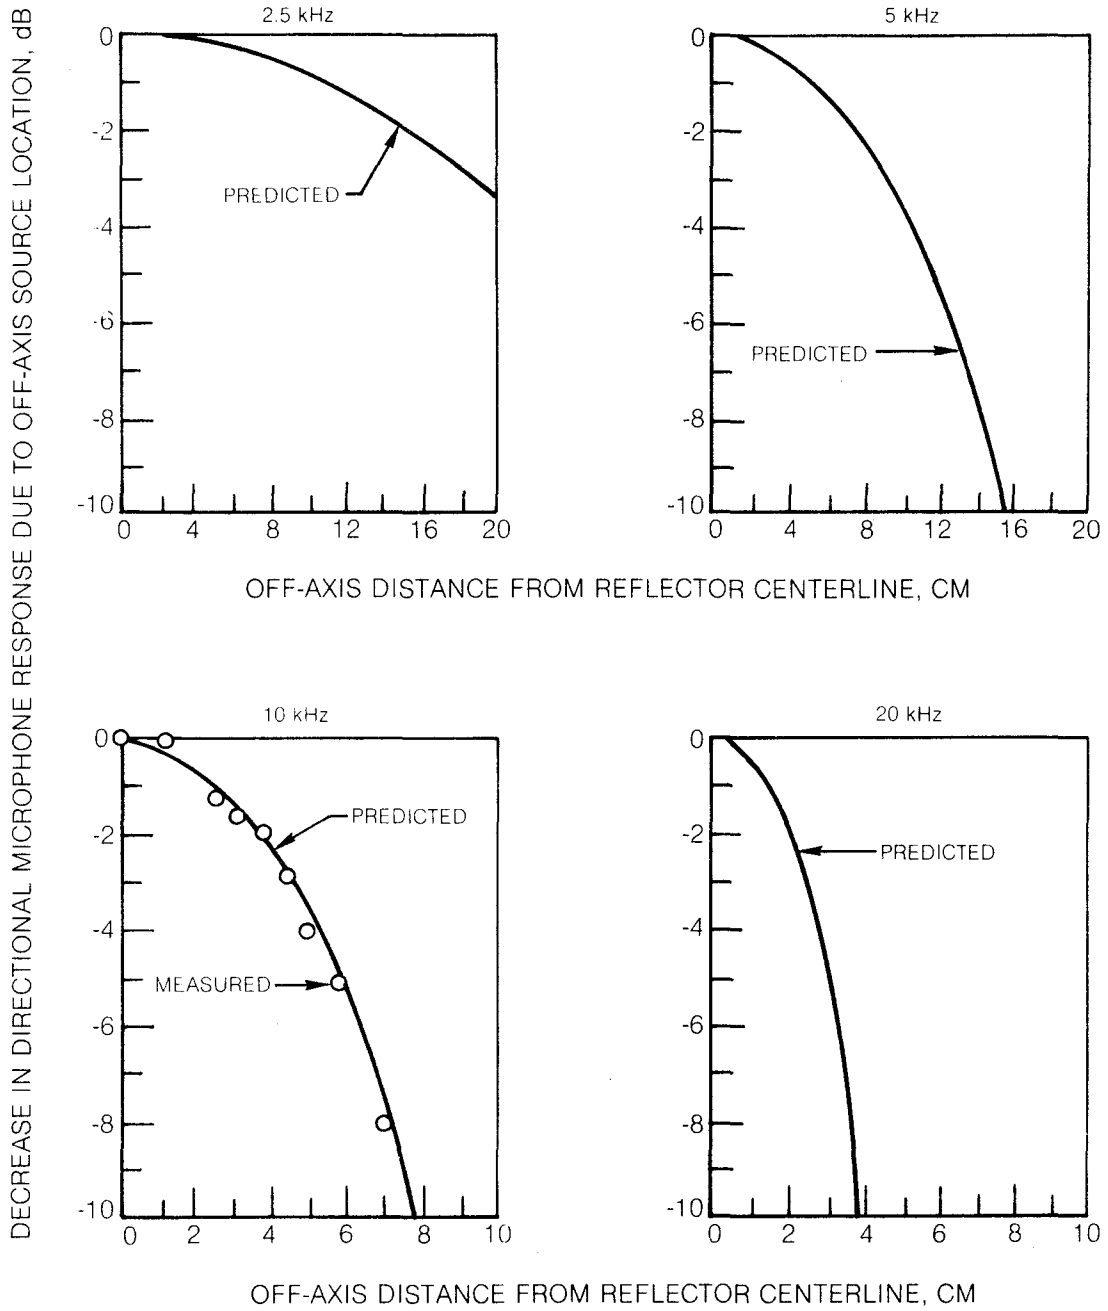 DECREASE IN DIRECTIONAL MICROPHONE RESPONSE DUE TO OFF-AXIS SOURCE LOCATION, dB
2.5 kHz
0
-2
-4
-6
-8
-10
PREDICTED
0 4 8 12 16 20
5 kHz
0
-2
-4
-6
-8
-10
PREDICTED
0 4 8 12 16 20
OFF-AXIS DISTANCE FROM REFLECTOR CENTERLINE, CM
10 kHz
0
-2
-4
-6
-8
-10
PREDICTED
MEASURED
0 2 4 6 8 10
20 kHz
0
-2
-4
-6
-8
-10
PREDICTED
0 2 4 6 8 10
OFF-AXIS DISTANCE FROM REFLECTOR CENTERLINE, CM